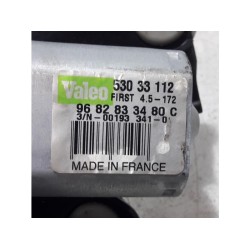 Valeo 530 33 112
FIRST 4.5-172
96 82 83 34 80 C
3/N-00193 341-0
MADE IN FRANCE